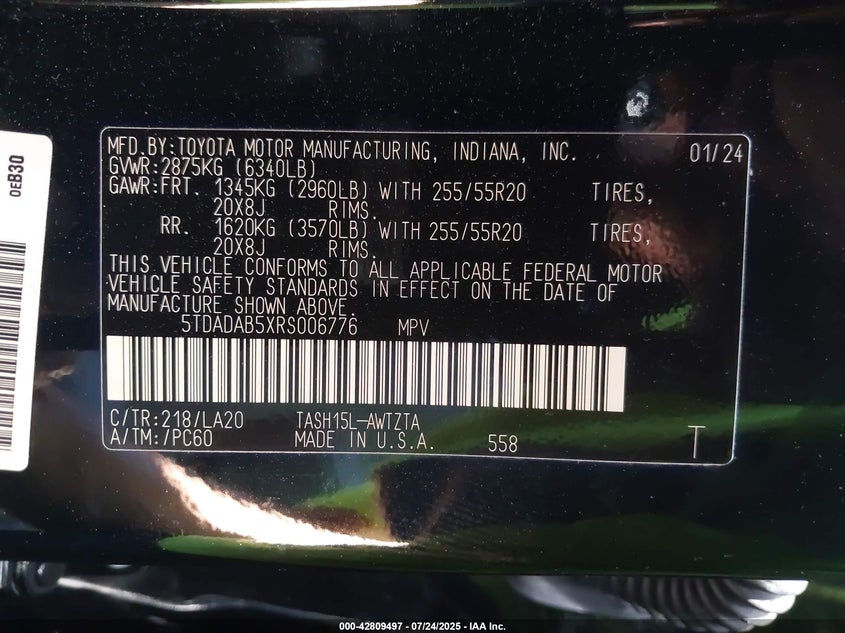 0EB30
MFD.BY:TOYOTA MOTOR MANUFACTURING, INDIANA, INC. 01/24
GVWR:2875KG (6340LB)
GAWR:FRT. 1345KG (2960LB) WITH 255/55R20 TIRES,
20X8J RIMS.
RR. 1620KG (3570LB) WITH 255/55R20 TIRES,
20X8J RIMS.
THIS VEHICLE CONFORMS TO ALL APPLICABLE FEDERAL MOTOR
VEHICLE SAFETY STANDARDS IN EFFECT ON THE DATE OF
MANUFACTURE SHOWN ABOVE.
5TDADAB5XRS006776 MPV
C/TR:218/LA20 TASH15L-AWTZTA
A/TM:/PC60 MADE IN U.S.A. 558 T
000-42809497 - 07/24/2025 - IAA Inc.